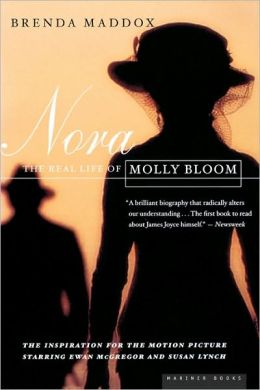 BRENDA MADDOX
Nora
THE REAL LIFE OF MOLLY BLOOM
"A brilliant biography that radically alters
our understanding . . . The first book to read
about James Joyce himself." — Newsweek
THE INSPIRATION FOR THE MOTION PICTURE
STARRING EWAN McGREGOR AND SUSAN LYNCH
MARINER BOOKS